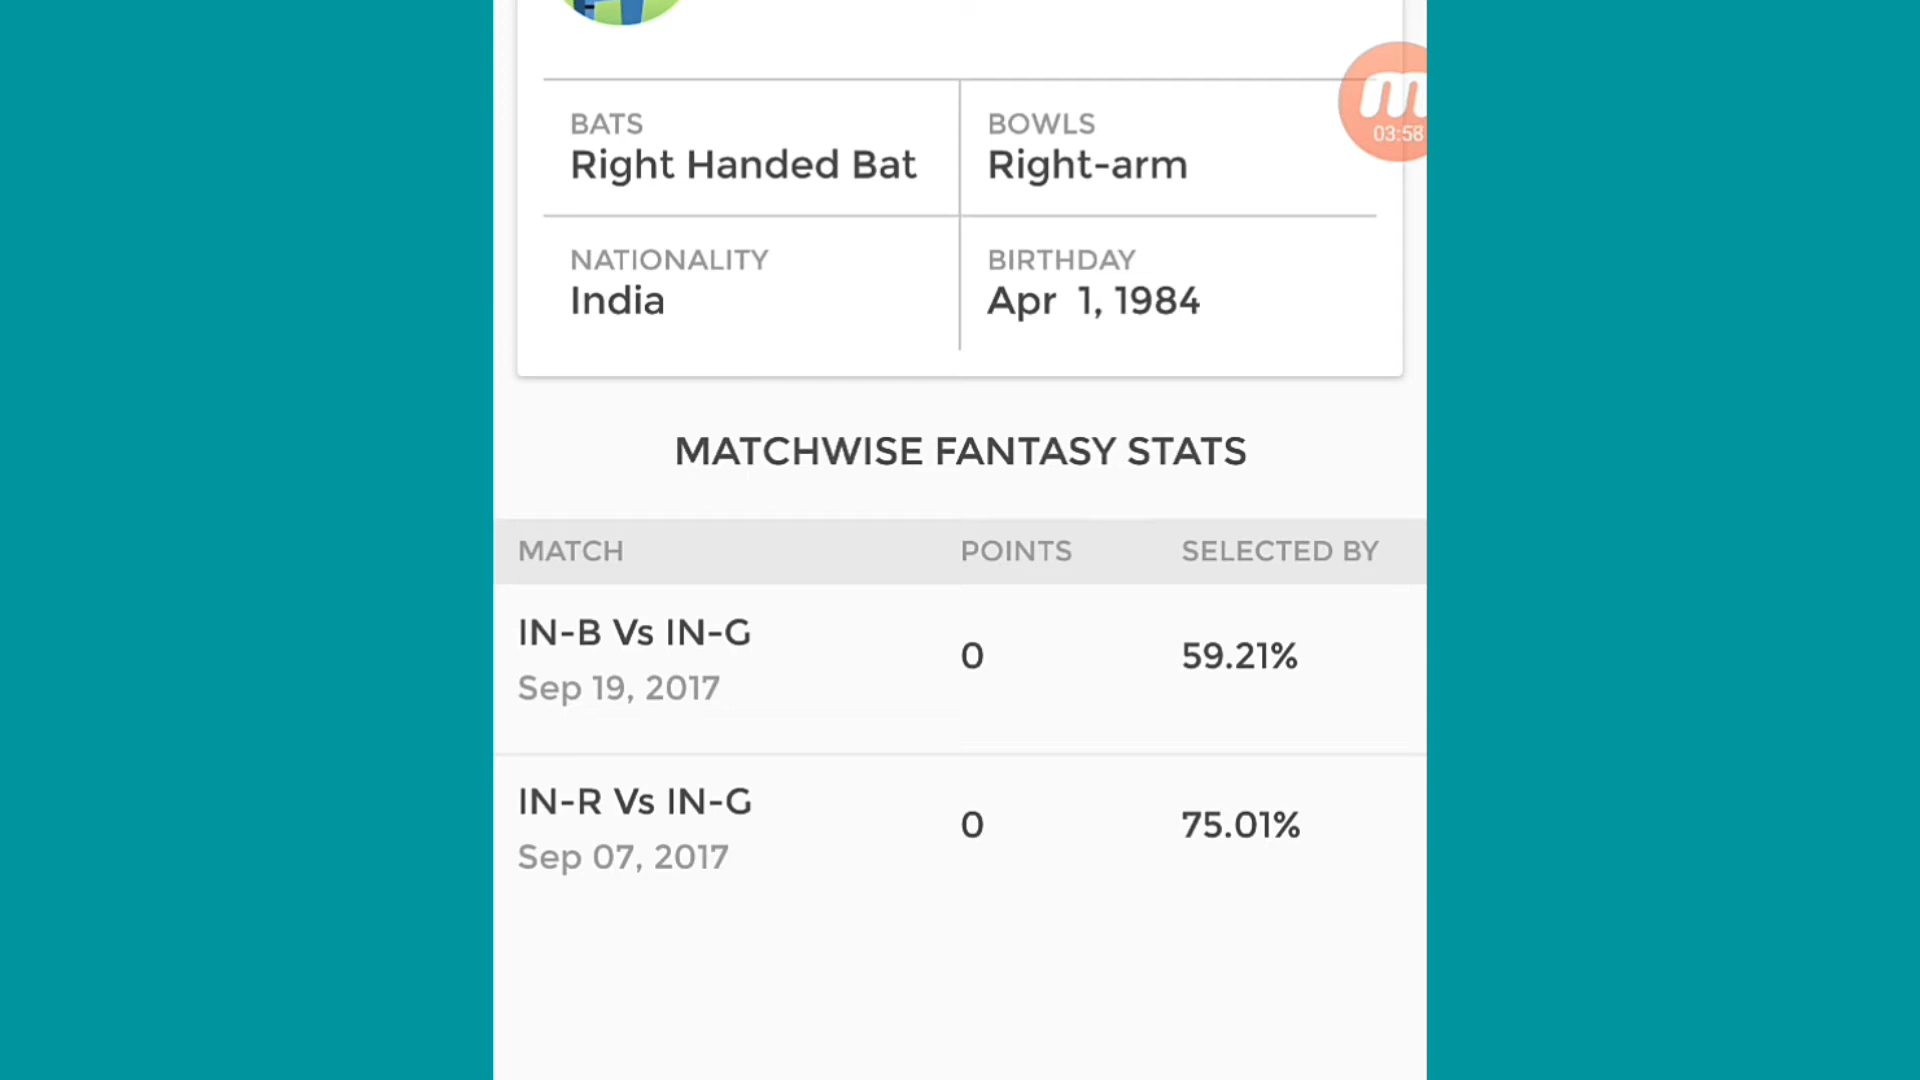 BATS
Right Handed Bat
BOWLS
Right-arm
m
03:58
NATIONALITY
India
BIRTHDAY
Apr 1, 1984
MATCHWISE FANTASY STATS
MATCH POINTS SELECTED BY
IN-B Vs IN-G
Sep 19, 2017
0
59.21%
IN-R Vs IN-G
Sep 07, 2017
0
75.01%